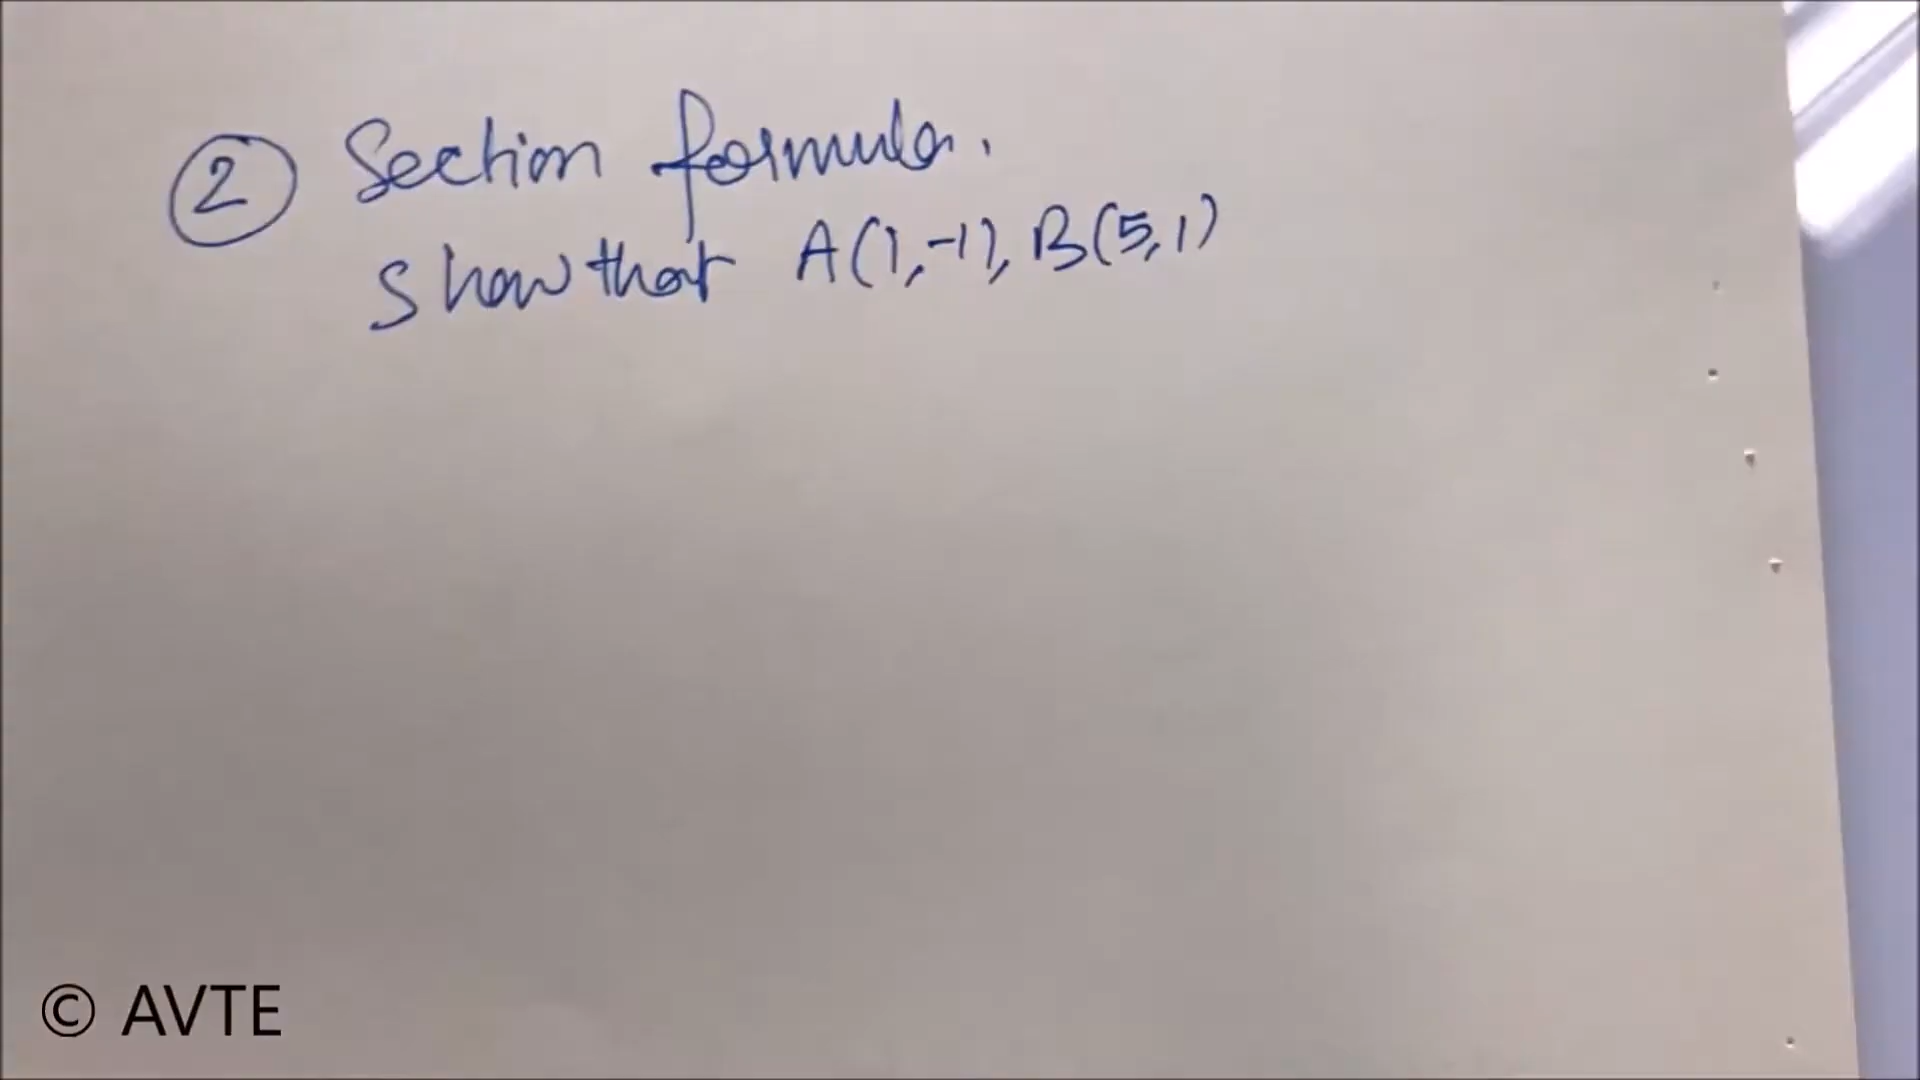 ② Section formula.
show that A(1,-1), B(5,1)
© AVTE